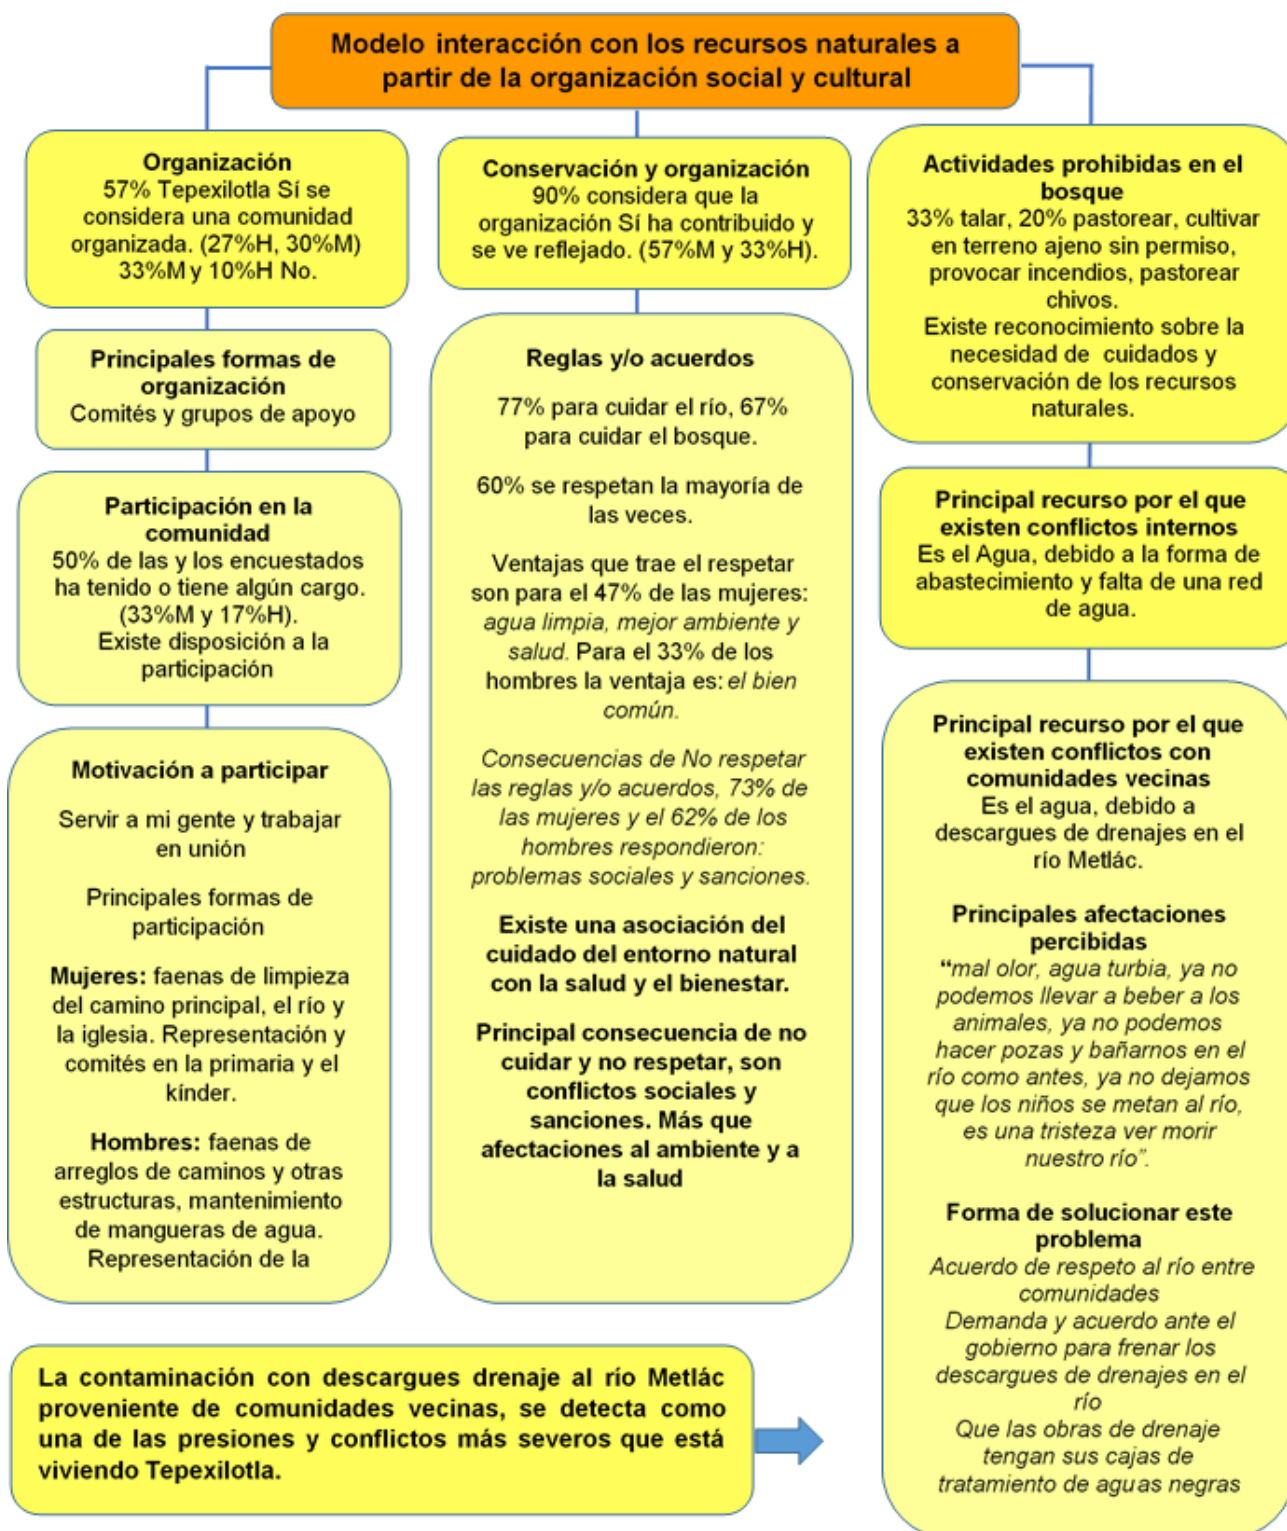 Modelo interacción con los recursos naturales a
partir de la organización social y cultural
Organización
57% Tepexilotla Sí se
considera una comunidad
organizada. (27%H, 30%M)
33%M y 10%H No.
Principales formas de
organización
Comités y grupos de apoyo
Participación en la
comunidad
50% de las y los encuestados
ha tenido o tiene algún cargo.
(33%M y 17%H).
Existe disposición a la
participación
Motivación a participar
Servir a mi gente y trabajar
en unión
Principales formas de
participación
Mujeres: faenas de limpieza
del camino principal, el río y
la iglesia. Representación y
comités en la primaria y el
kínder.
Hombres: faenas de
arreglos de caminos y otras
estructuras, mantenimiento
de mangueras de agua.
Representación de la
Conservación y organización
90% considera que la
organización Sí ha contribuido y
se ve reflejado. (57%M y 33%H).
Reglas y/o acuerdos
77% para cuidar el río, 67%
para cuidar el bosque.
60% se respetan la mayoría de
las veces.
Ventajas que trae el respetar
son para el 47% de las mujeres:
agua limpia, mejor ambiente y
salud. Para el 33% de los
hombres la ventaja es: el bien
común.
Consecuencias de No respetar
las reglas y/o acuerdos, 73% de
las mujeres y el 62% de los
hombres respondieron:
problemas sociales y sanciones.
Existe una asociación del
cuidado del entorno natural
con la salud y el bienestar.
Principal consecuencia de no
cuidar y no respetar, son
conflictos sociales y
sanciones. Más que
afectaciones al ambiente y a
la salud
Actividades prohibidas en el
bosque
33% talar, 20% pastorear, cultivar
en terreno ajeno sin permiso,
provocar incendios, pastorear
chivos.
Existe reconocimiento sobre la
necesidad de cuidados y
conservación de los recursos
naturales.
Principal recurso por el que
existen conflictos internos
Es el Agua, debido a la forma de
abastecimiento y falta de una red
de agua.
Principal recurso por el que
existen conflictos con
comunidades vecinas
Es el agua, debido a
descargues de drenajes en el
río Metlác.
Principales afectaciones
percibidas
“mal olor, agua turbia, ya no
podemos llevar a beber a los
animales, ya no podemos
hacer pozas y bañarnos en el
río como antes, ya no dejamos
que los niños se metan al río,
es una tristeza ver morir
nuestro río”.
Forma de solucionar este
problema
Acuerdo de respeto al río entre
comunidades
Demanda y acuerdo ante el
gobierno para frenar los
descargues de drenajes en el
río
Que las obras de drenaje
tengan sus cajas de
tratamiento de aguas negras
La contaminación con descargues drenaje al río Metlác
proveniente de comunidades vecinas, se detecta como
una de las presiones y conflictos más severos que está
viviendo Tepexilotla.